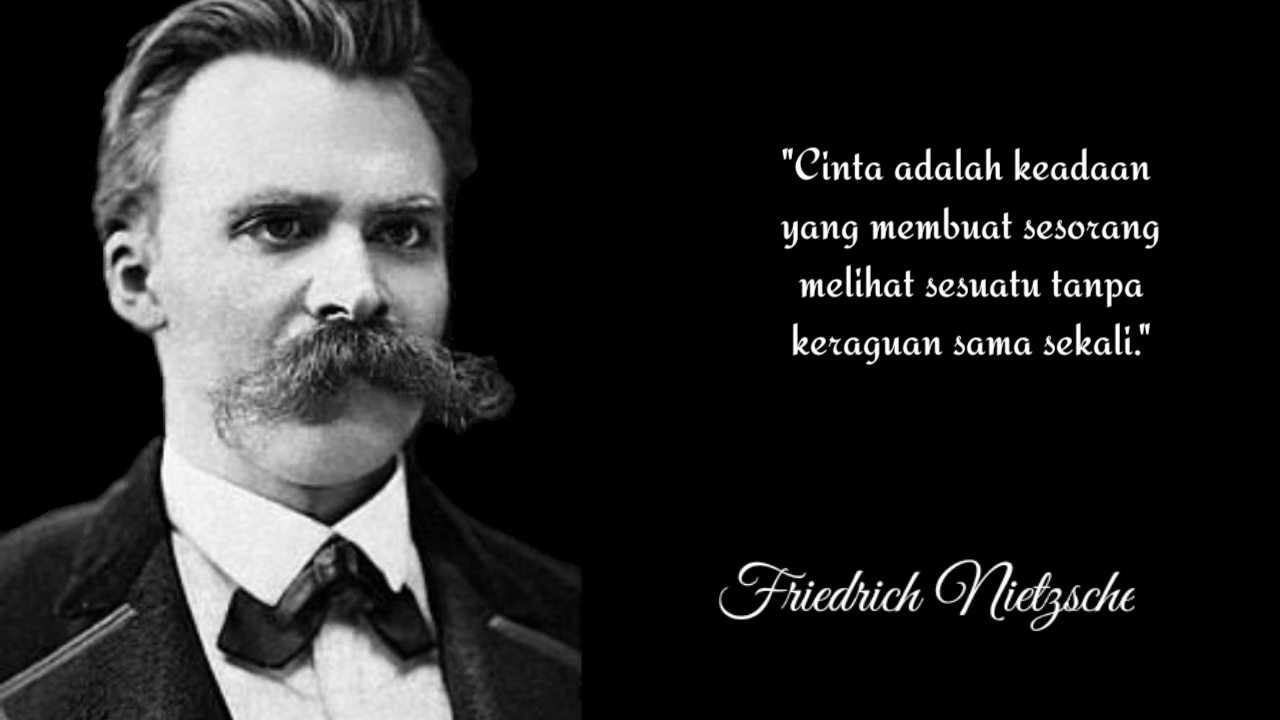 "Cinta adalah keadaan
yang membuat sesorang
melihat sesuatu tanpa
keraguan sama sekali."
Friedrich Nietzsche